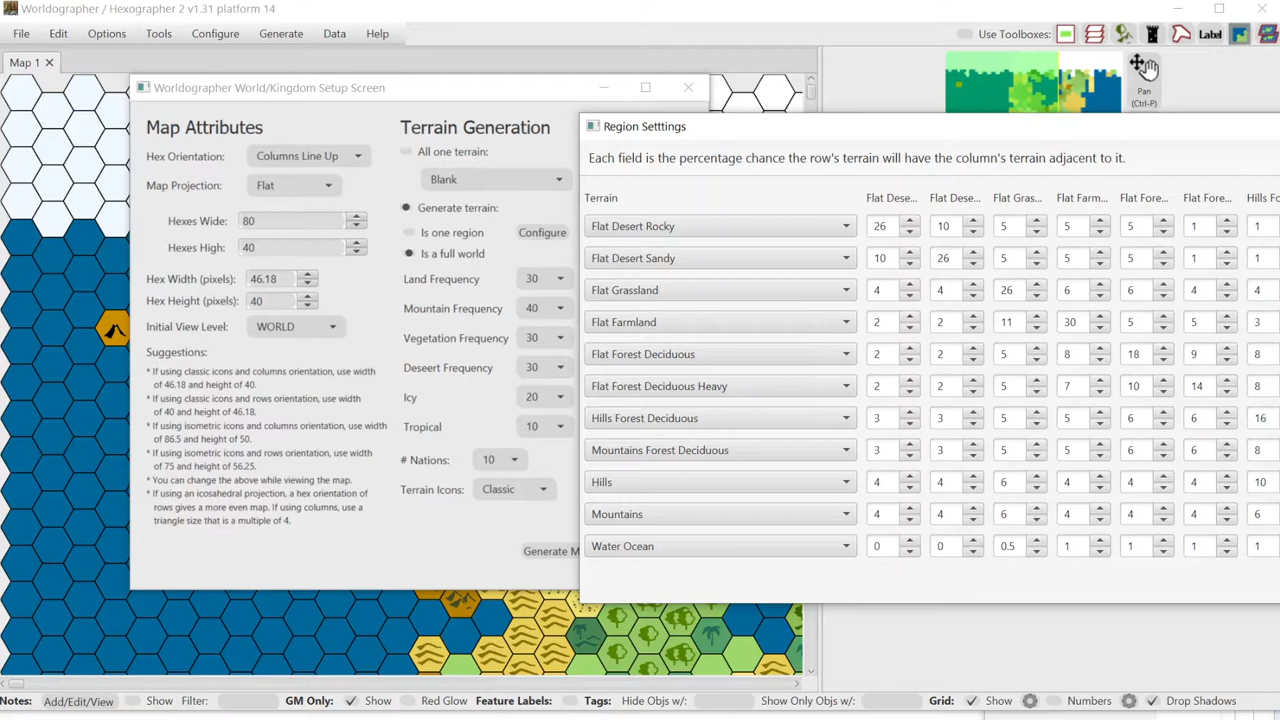 Worldographer / Hexographer 2 v1.31 platform 14
File Edit Options Tools Configure Generate Data Help
Use Toolboxes: Label
Map 1
Pan
(Ctrl-P)
Worldographer World/Kingdom Setup Screen
Map Attributes
Hex Orientation: Columns Line Up
Map Projection: Flat
Hexes Wide: 80
Hexes High: 40
Hex Width (pixels): 46.18
Hex Height (pixels): 40
Initial View Level: WORLD
Suggestions:
* If using classic icons and columns orientation, use width
of 46.18 and height of 40.
* If using classic icons and rows orientation, use width
of 40 and height of 46.18.
* If using isometric icons and columns orientation, use width
of 86.5 and height of 50.
* If using isometric icons and rows orientation, use width
of 75 and height of 56.25.
* You can change the above while viewing the map.
* If using an icosahedral projection, a hex orientation of
rows gives a more even map. If using columns, use a
triangle size that is a multiple of 4.
Terrain Generation
All one terrain:
Blank
Generate terrain:
Is one region Configure
Is a full world
Land Frequency 30
Mountain Frequency 40
Vegetation Frequency 30
Deseert Frequency 30
Icy 20
Tropical 10
# Nations: 10
Terrain Icons: Classic
Generate M
Region Setttings
Each field is the percentage chance the row's terrain will have the column's terrain adjacent to it.
Terrain Flat Dese... Flat Dese... Flat Gras... Flat Farm... Flat Fore... Flat Fore... Hills Fo
Flat Desert Rocky 26 10 5 5 5 1 1
Flat Desert Sandy 10 26 5 5 5 1 1
Flat Grassland 4 4 26 6 6 4 4
Flat Farmland 2 2 11 30 5 5 3
Flat Forest Deciduous 2 2 5 8 18 9 8
Flat Forest Deciduous Heavy 2 2 5 7 10 14 8
Hills Forest Deciduous 3 3 5 5 6 6 16
Mountains Forest Deciduous 3 3 5 5 6 6 8
Hills 4 4 6 4 4 4 10
Mountains 4 4 6 4 4 4 6
Water Ocean 0 0 0.5 1 1 1 1
Notes: Add/Edit/View Show Filter: GM Only: Show Red Glow Feature Labels: Tags: Hide Objs w/: Show Only Objs w/: Grid: Show Numbers Drop Shadows